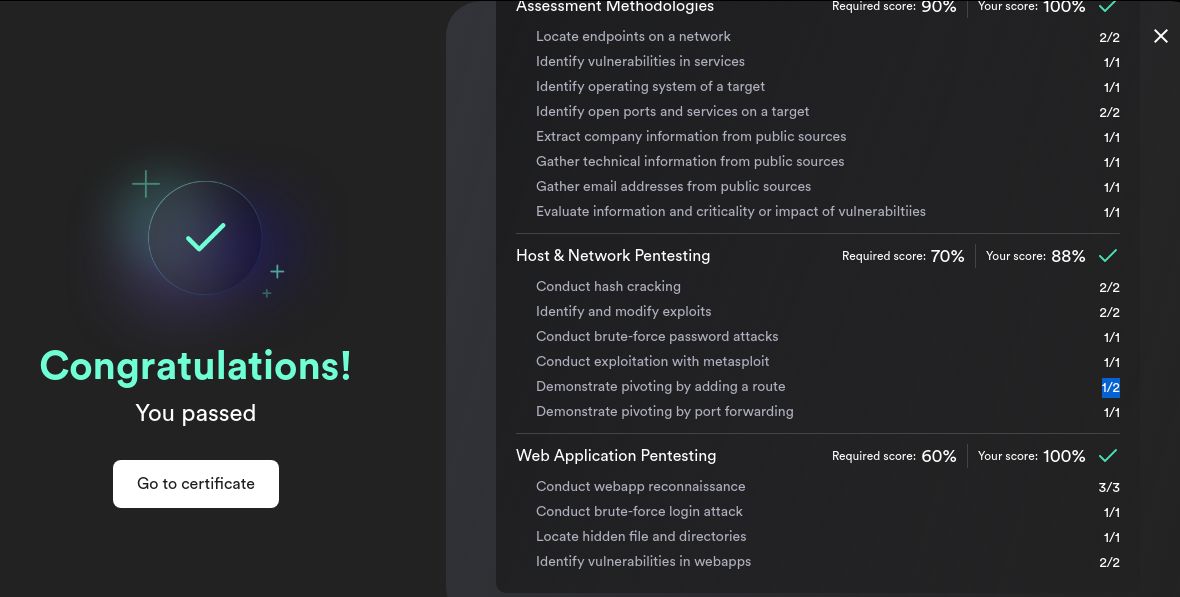 Assessment Methodologies Required score: 90% Your score: 100%
Locate endpoints on a network 2/2
Identify vulnerabilities in services 1/1
Identify operating system of a target 1/1
Identify open ports and services on a target 2/2
Extract company information from public sources 1/1
Gather technical information from public sources 1/1
Gather email addresses from public sources 1/1
Evaluate information and criticality or impact of vulnerabiltiies 1/1
Host & Network Pentesting Required score: 70% Your score: 88%
Conduct hash cracking 2/2
Identify and modify exploits 2/2
Conduct brute-force password attacks 1/1
Conduct exploitation with metasploit 1/1
Demonstrate pivoting by adding a route 1/2
Demonstrate pivoting by port forwarding 1/1
Web Application Pentesting Required score: 60% Your score: 100%
Conduct webapp reconnaissance 3/3
Conduct brute-force login attack 1/1
Locate hidden file and directories 1/1
Identify vulnerabilities in webapps 2/2
Congratulations!
You passed
Go to certificate